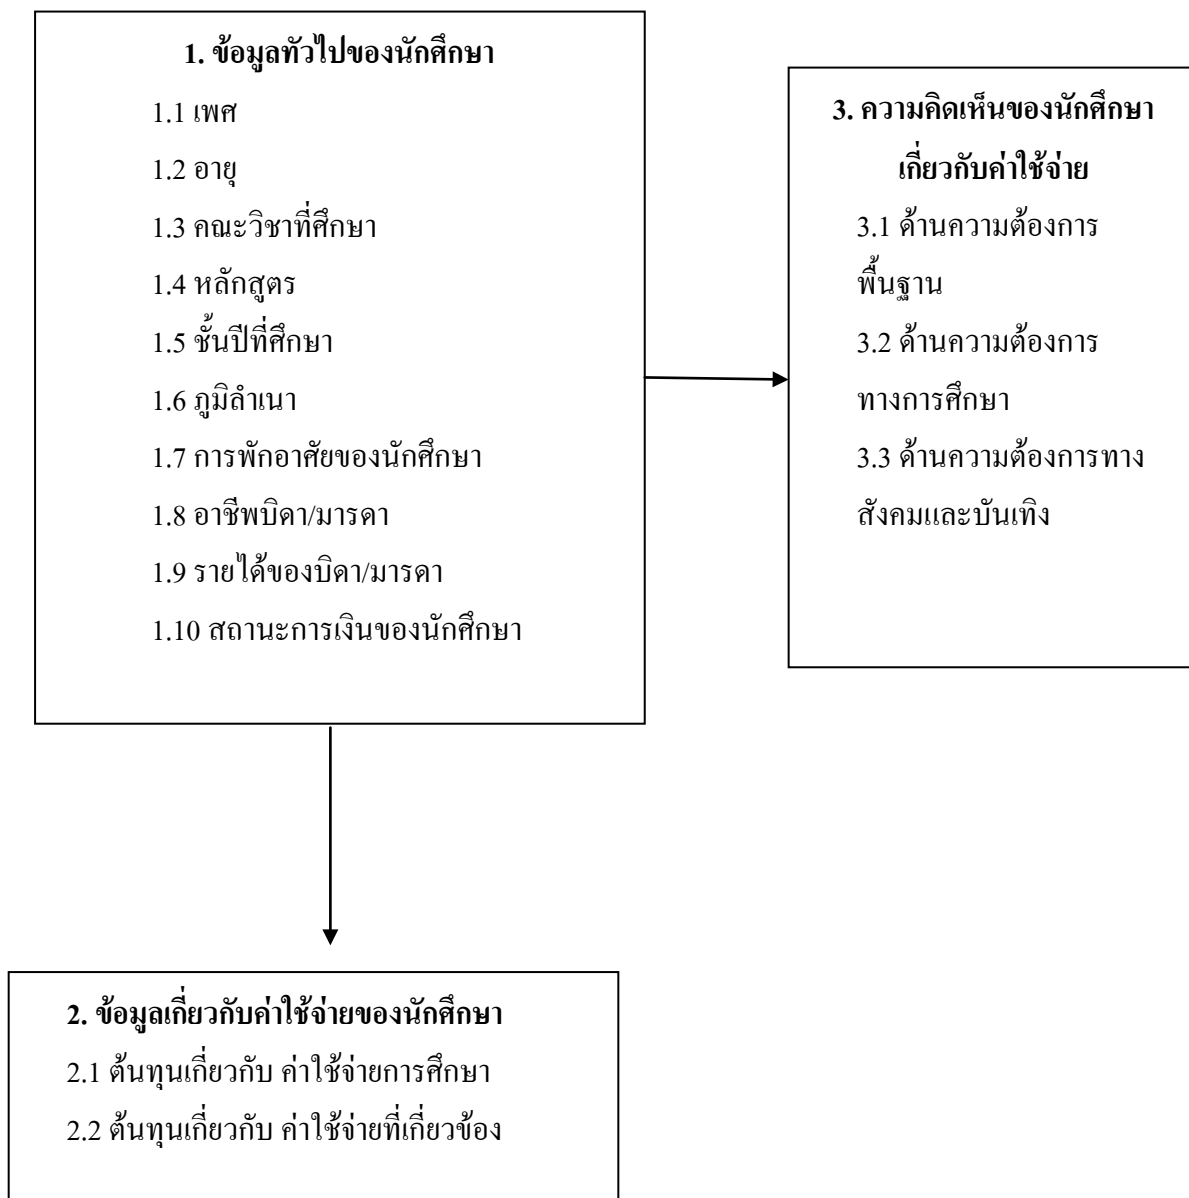 1. ข้อมูลทั่วไปของนักศึกษา
1.1 เพศ
1.2 อายุ
1.3 คณะวิชาที่ศึกษา
1.4 หลักสูตร
1.5 ชั้นปีที่ศึกษา
1.6 ภูมิลำเนา
1.7 การพักอาศัยของนักศึกษา
1.8 อาชีพบิดา/มารดา
1.9 รายได้ของบิดา/มารดา
1.10 สถานะการเงินของนักศึกษา
3. ความคิดเห็นของนักศึกษา
เกี่ยวกับค่าใช้จ่าย
3.1 ด้านความต้องการ
พื้นฐาน
3.2 ด้านความต้องการ
ทางการศึกษา
3.3 ด้านความต้องการทาง
สังคมและบันเทิง
2. ข้อมูลเกี่ยวกับค่าใช้จ่ายของนักศึกษา
2.1 ต้นทุนเกี่ยวกับ ค่าใช้จ่ายการศึกษา
2.2 ต้นทุนเกี่ยวกับ ค่าใช้จ่ายที่เกี่ยวข้อง